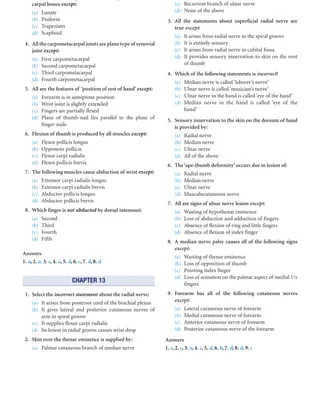 carpal bones except:
(a) Lunate
(b) Pisiform
(c) Trapezium
(d) Scaphoid
4. All the carpometacarpal joints are plane type of synovial
joint except:
(a) First carpometacarpal
(b) Second carpometacarpal
(c) Third carpometacarpal
(d) Fourth carpometacarpal
5. All are the features of 'position of rest of hand' except:
(a) Forearm is in semiprone position
(b) Wrist joint is slightly extended
(c) Fingers are partially flexed
(d) Plane of thumb-nail lies parallel to the plane of
finger-nails
6. Flexion of thumb is produced by all muscles except:
(a) Flexor pollicis longus
(b) Opponens pollicis
(c) Flexor carpi radialis
(d) Flexor pollicis brevis
7. The following muscles cause abduction of wrist except:
(a) Extensor carpi radialis longus
(b) Extensor carpi radialis brevis
(c) Abductor pollicis longus
(d) Abductor pollicis brevis
8. Which finger is not abducted by dorsal interossei:
(a) Second
(b) Third
(c) Fourth
(d) Fifth
Answers
1. a, 2. a, 3. c, 4. a, 5. d, 6. c, 7. d, 8. d
CHAPTER 13
1. Select the incorrect statement about the radial nerve:
(a) It arises from posterior cord of the brachial plexus
(b) It gives lateral and posterior cutaneous nerves of
arm in spiral groove
(c) It supplies flexor carpi radialis
(d) Its lesion in radial groove causes wrist drop
2. Skin over the thenar eminence is supplied by:
(a) Palmar cutaneous branch of median nerve
(c) Recurrent branch of ulnar nerve
(d) None of the above
3. All the statements about superficial radial nerve are
true except:
(a) It arises from radial nerve in the spiral groove
(b) It is entirely sensory
(c) It arises from radial nerve in cubital fossa
(d) It provides sensory innervation to skin on the root
of thumb
4. Which of the following statements is incorrect?
(a) Median nerve is called 'laborer's nerve'
(b) Ulnar nerve is called 'musician's nerve'
(c) Ulnar nerve in the hand is called 'eye of the hand'
(d) Median nerve in the hand is called 'eye of the
hand'
5. Sensory innervation to the skin on the dorsum of hand
is provided by:
(a) Radial nerve
(b) Median nerve
(c) Ulnar nerve
(d) All of the above
6. The 'ape-thumb deformity' occurs due to lesion of:
(a) Radial nerve
(b) Median nerve
(c) Ulnar nerve
(d) Musculocutaneous nerve
7. All are signs of ulnar nerve lesion except:
(a) Wasting of hypothenar eminence
(b) Loss of abduction and adduction of fingers
(c) Absence of flexion of ring and little fingers
(d) Absence of flexion of index finger
8. A median nerve palsy causes all of the following signs
except:
(a) Wasting of thenar eminence
(b) Loss of opposition of thumb
(c) Pointing index finger
(d) Loss of sensation on the palmar aspect of medial 1½
fingers
9. Forearm has all of the following cutaneous nerves
except:
(a) Lateral cutaneous nerve of forearm
(b) Medial cutaneous nerve of forearm
(c) Anterior cutaneous nerve of forearm
(d) Posterior cutaneous nerve of the forearm
Answers